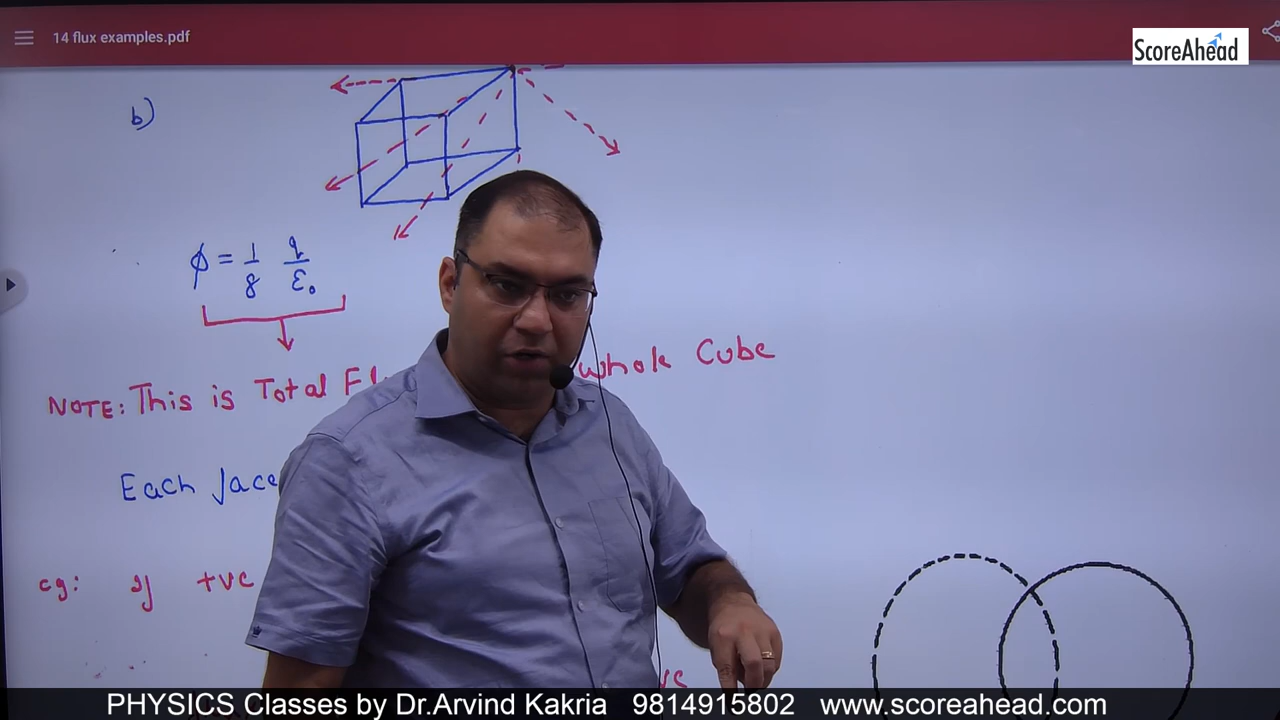 14 flux examples.pdf
ScoreAhead
b)
ϕ = 1/8 q/ε₀
NOTE: This is Total Fl whole Cube
Each face
eg: If +ve
ve
PHYSICS Classes by Dr.Arvind Kakria 9814915802 www.scoreahead.com